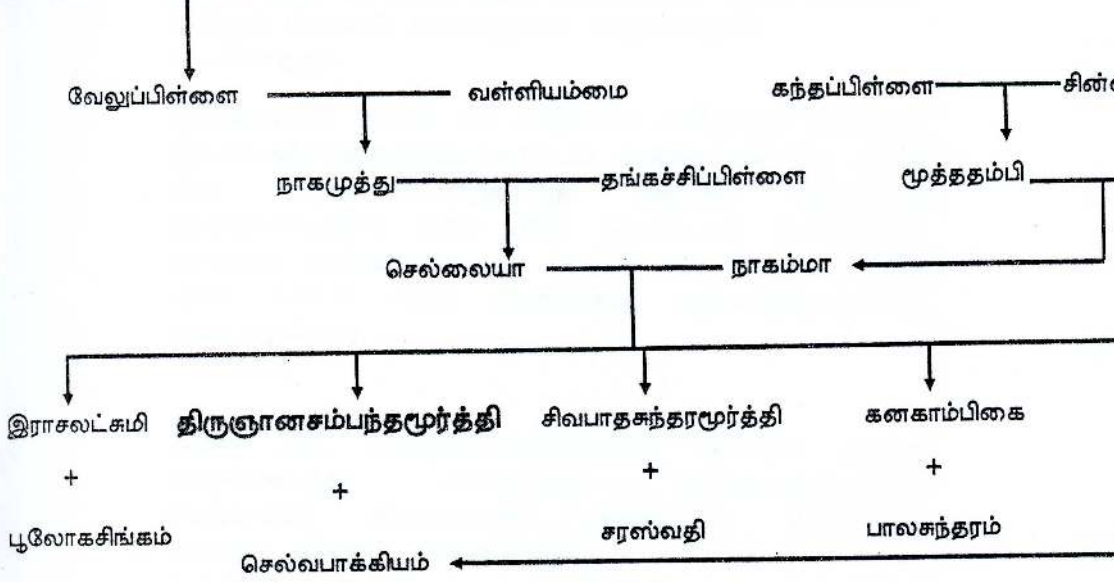 வேலுப்பிள்ளை வள்ளியம்மை கந்தப்பிள்ளை
நாகமுத்து தங்கச்சிப்பிள்ளை மூத்ததம்பி
செல்லையா நாகம்மா
இராசலட்சுமி திருஞானசம்பந்தமூர்த்தி சிவபாதசுந்தரமூர்த்தி கனகாம்பிகை
+ + + +
பூலோகசிங்கம் செல்வபாக்கியம் சரஸ்வதி பாலசுந்தரம்